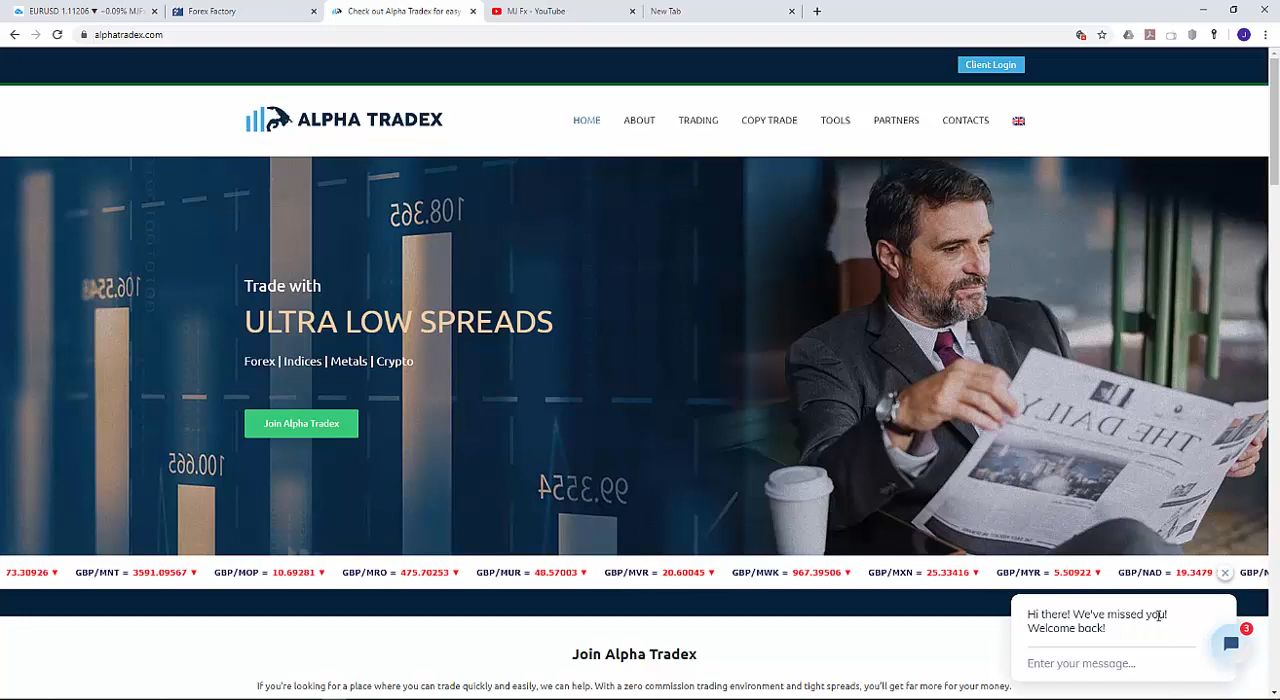 EURUSD 1.11206 ▼ −0.09% MJF
Forex Factory
Check out Alpha Tradex for easy
MJ Fx - YouTube
New Tab
alphatradex.com
J
Client Login
ALPHA TRADEX
HOME
ABOUT
TRADING
COPY TRADE
TOOLS
PARTNERS
CONTACTS
108.365
106.5548
Trade with
ULTRA LOW SPREADS
Forex | Indices | Metals | Crypto
Join Alpha Tradex
THE DAILY
100.665
99.3554
73.30926 ▼ GBP/MNT = 3591.09567 ▼ GBP/MOP = 10.69281 ▼ GBP/MRO = 475.70253 ▼ GBP/MUR = 48.57003 ▼ GBP/MVR = 20.60045 ▼ GBP/MWK = 967.39506 ▼ GBP/MXN = 25.33416 ▼ GBP/MYR = 5.50922 ▼ GBP/NAD = 19.3479 GBP/N
Hi there! We've missed you!
Welcome back!
3
Enter your message...
Join Alpha Tradex
If you're looking for a place where you can trade quickly and easily, we can help. With a zero commission trading environment and tight spreads, you'll get far more for your money.